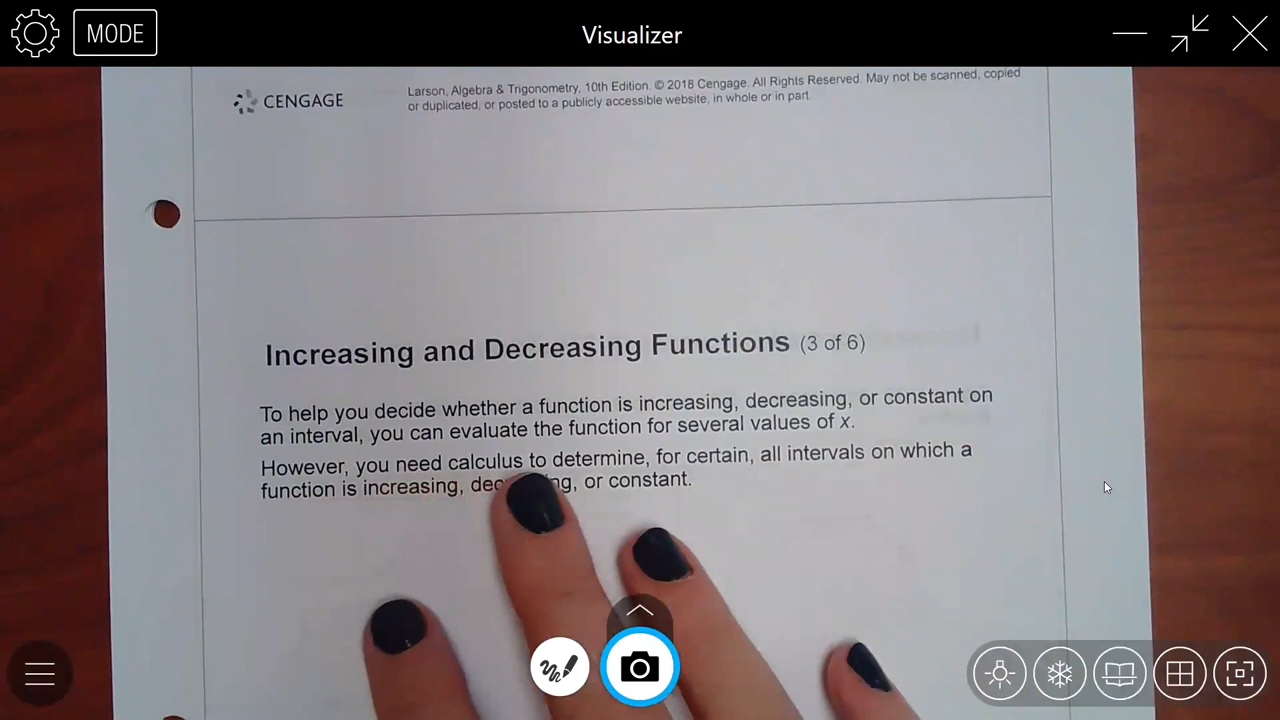 MODE
Visualizer
CENGAGE
Larson, Algebra & Trigonometry, 10th Edition. © 2018 Cengage. All Rights Reserved. May not be scanned, copied
or duplicated, or posted to a publicly accessible website, in whole or in part.
Increasing and Decreasing Functions (3 of 6)
To help you decide whether a function is increasing, decreasing, or constant on
an interval, you can evaluate the function for several values of x.
However, you need calculus to determine, for certain, all intervals on which a
function is increasing, decreasing, or constant.